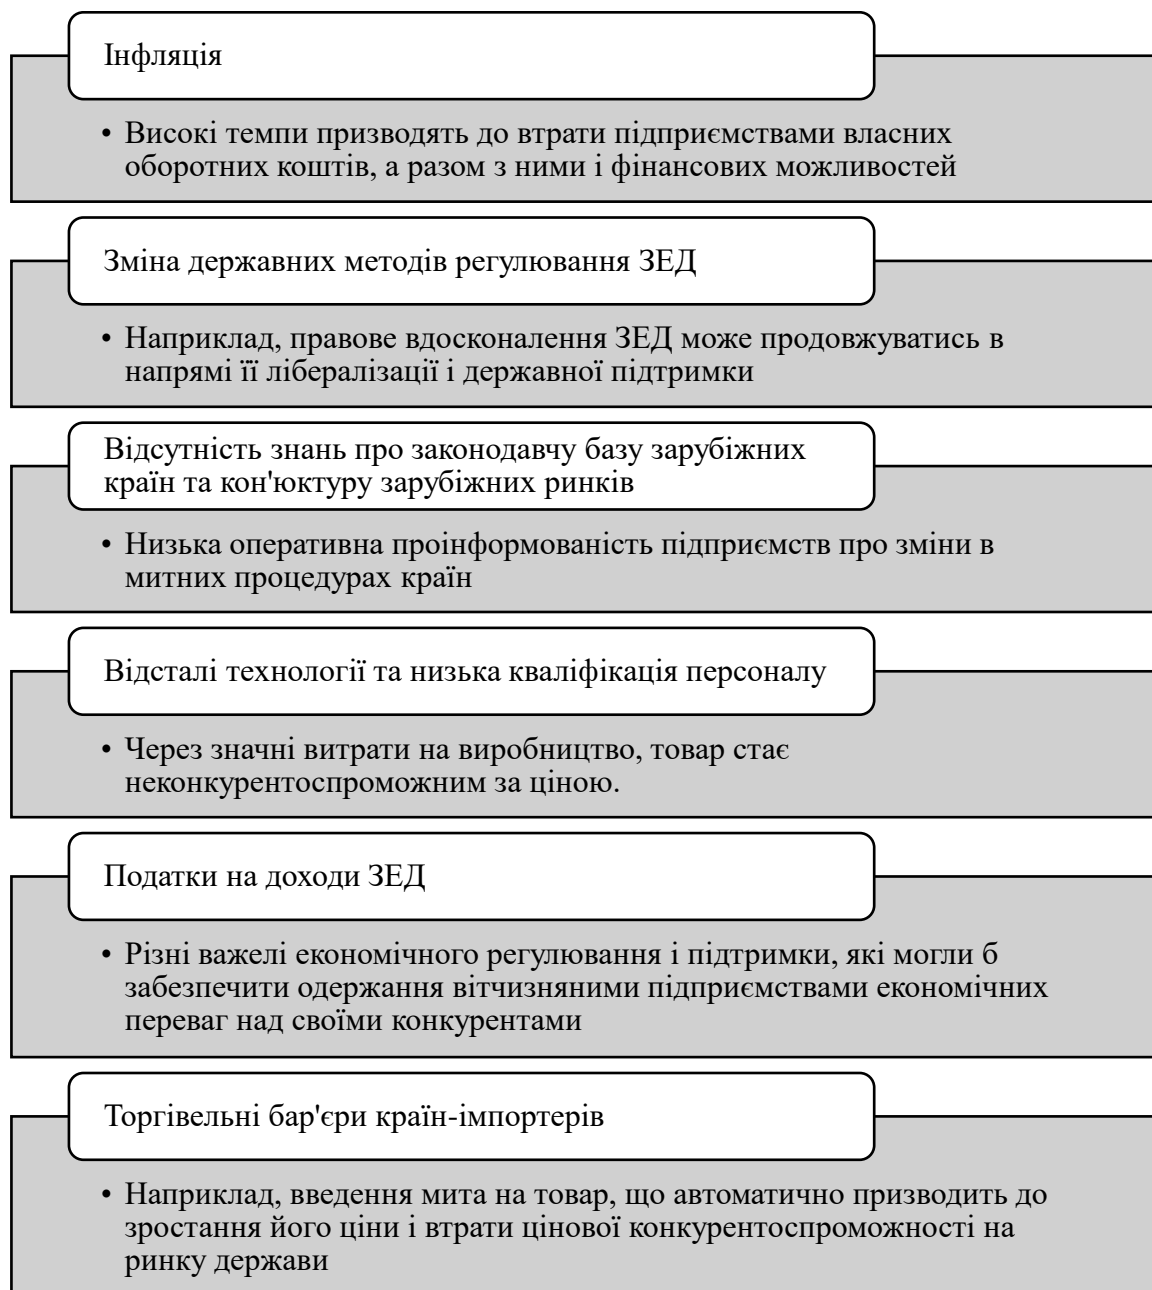 Інфляція
• Високі темпи призводять до втрати підприємствами власних
оборотних коштів, а разом з ними і фінансових можливостей
Зміна державних методів регулювання ЗЕД
• Наприклад, правове вдосконалення ЗЕД може продовжуватись в
напрямі її лібералізації і державної підтримки
Відсутність знань про законодавчу базу зарубіжних
країн та кон'юктуру зарубіжних ринків
• Низька оперативна проінформованість підприємств про зміни в
митних процедурах країн
Відсталі технології та низька кваліфікація персоналу
• Через значні витрати на виробництво, товар стає
неконкурентоспроможним за ціною.
Податки на доходи ЗЕД
• Різні важелі економічного регулювання і підтримки, які могли б
забезпечити одержання вітчизняними підприємствами економічних
переваг над своїми конкурентами
Торгівельні бар'єри країн-імпортерів
• Наприклад, введення мита на товар, що автоматично призводить до
зростання його ціни і втрати цінової конкурентоспроможності на
ринку держави